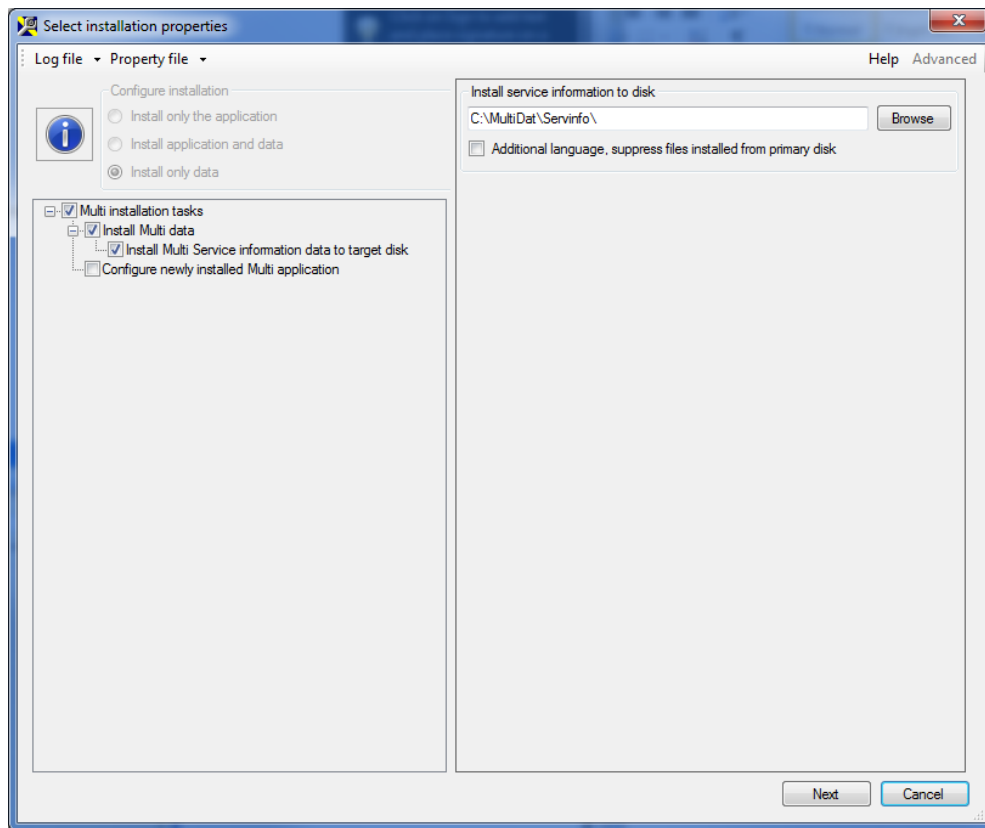 Select installation properties
Log file Property file Help Advanced
Configure installation
Install only the application
Install application and data
Install only data
Multi installation tasks
Install Multi data
Install Multi Service information data to target disk
Configure newly installed Multi application
Install service information to disk
C:\MultiDat\Servinfo\ Browse
Additional language, suppress files installed from primary disk
Next Cancel